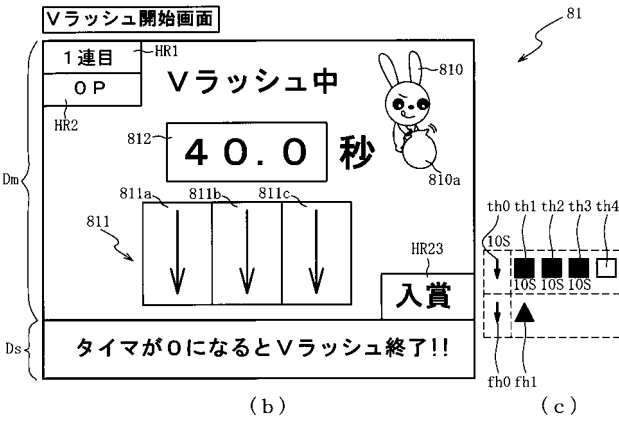 Vラッシュ開始画面
81
1連目
HR1
0P
HR2
Vラッシュ中
810
812
40.0秒
810a
Dm
811a
811b
811c
811
HR23
入賞
th0
th1
th2
th3
th4
10S
10S
10S
10S
Ds
タイマが0になるとVラッシュ終了!!
fh0
fh1
(b)
(c)